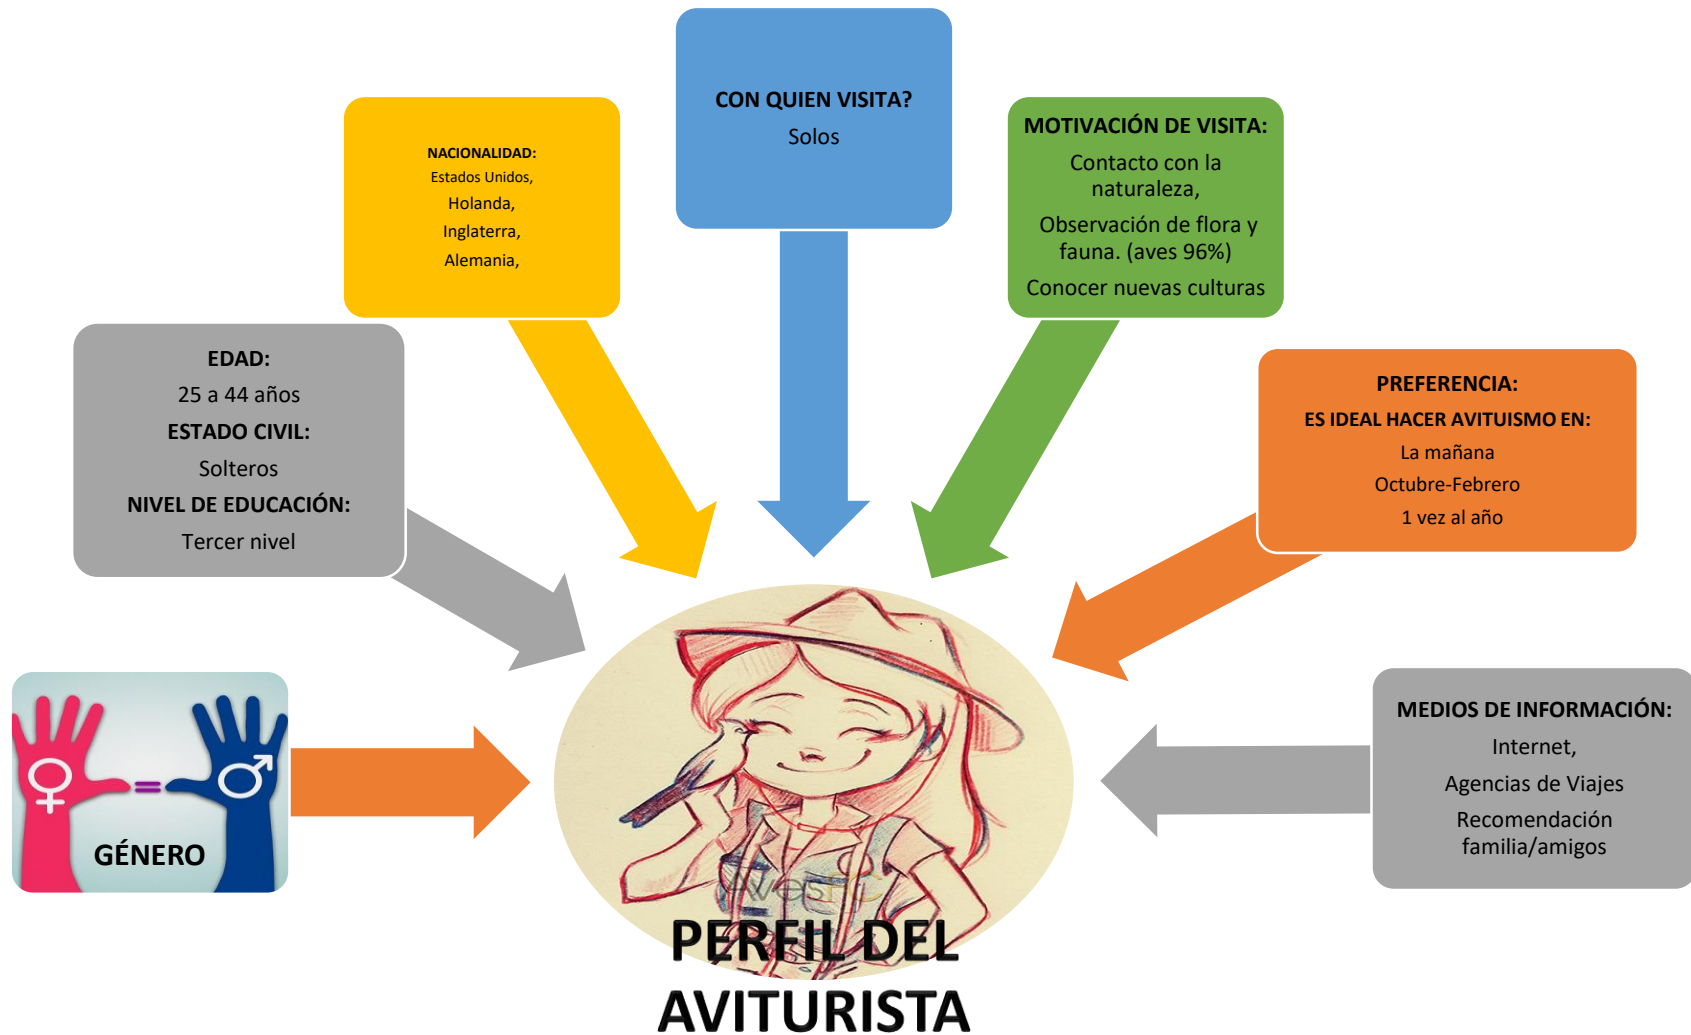 CON QUIEN VISITA?
Solos
NACIONALIDAD:
Estados Unidos,
Holanda,
Inglaterra,
Alemania,
MOTIVACIÓN DE VISITA:
Contacto con la
naturaleza,
Observación de flora y
fauna. (aves 96%)
Conocer nuevas culturas
EDAD:
25 a 44 años
ESTADO CIVIL:
Solteros
NIVEL DE EDUCACIÓN:
Tercer nivel
PREFERENCIA:
ES IDEAL HACER AVITUISMO EN:
La mañana
Octubre-Febrero
1 vez al año
GÉNERO
MEDIOS DE INFORMACIÓN:
Internet,
Agencias de Viajes
Recomendación
familia/amigos
PERFIL DEL
AVITURISTA